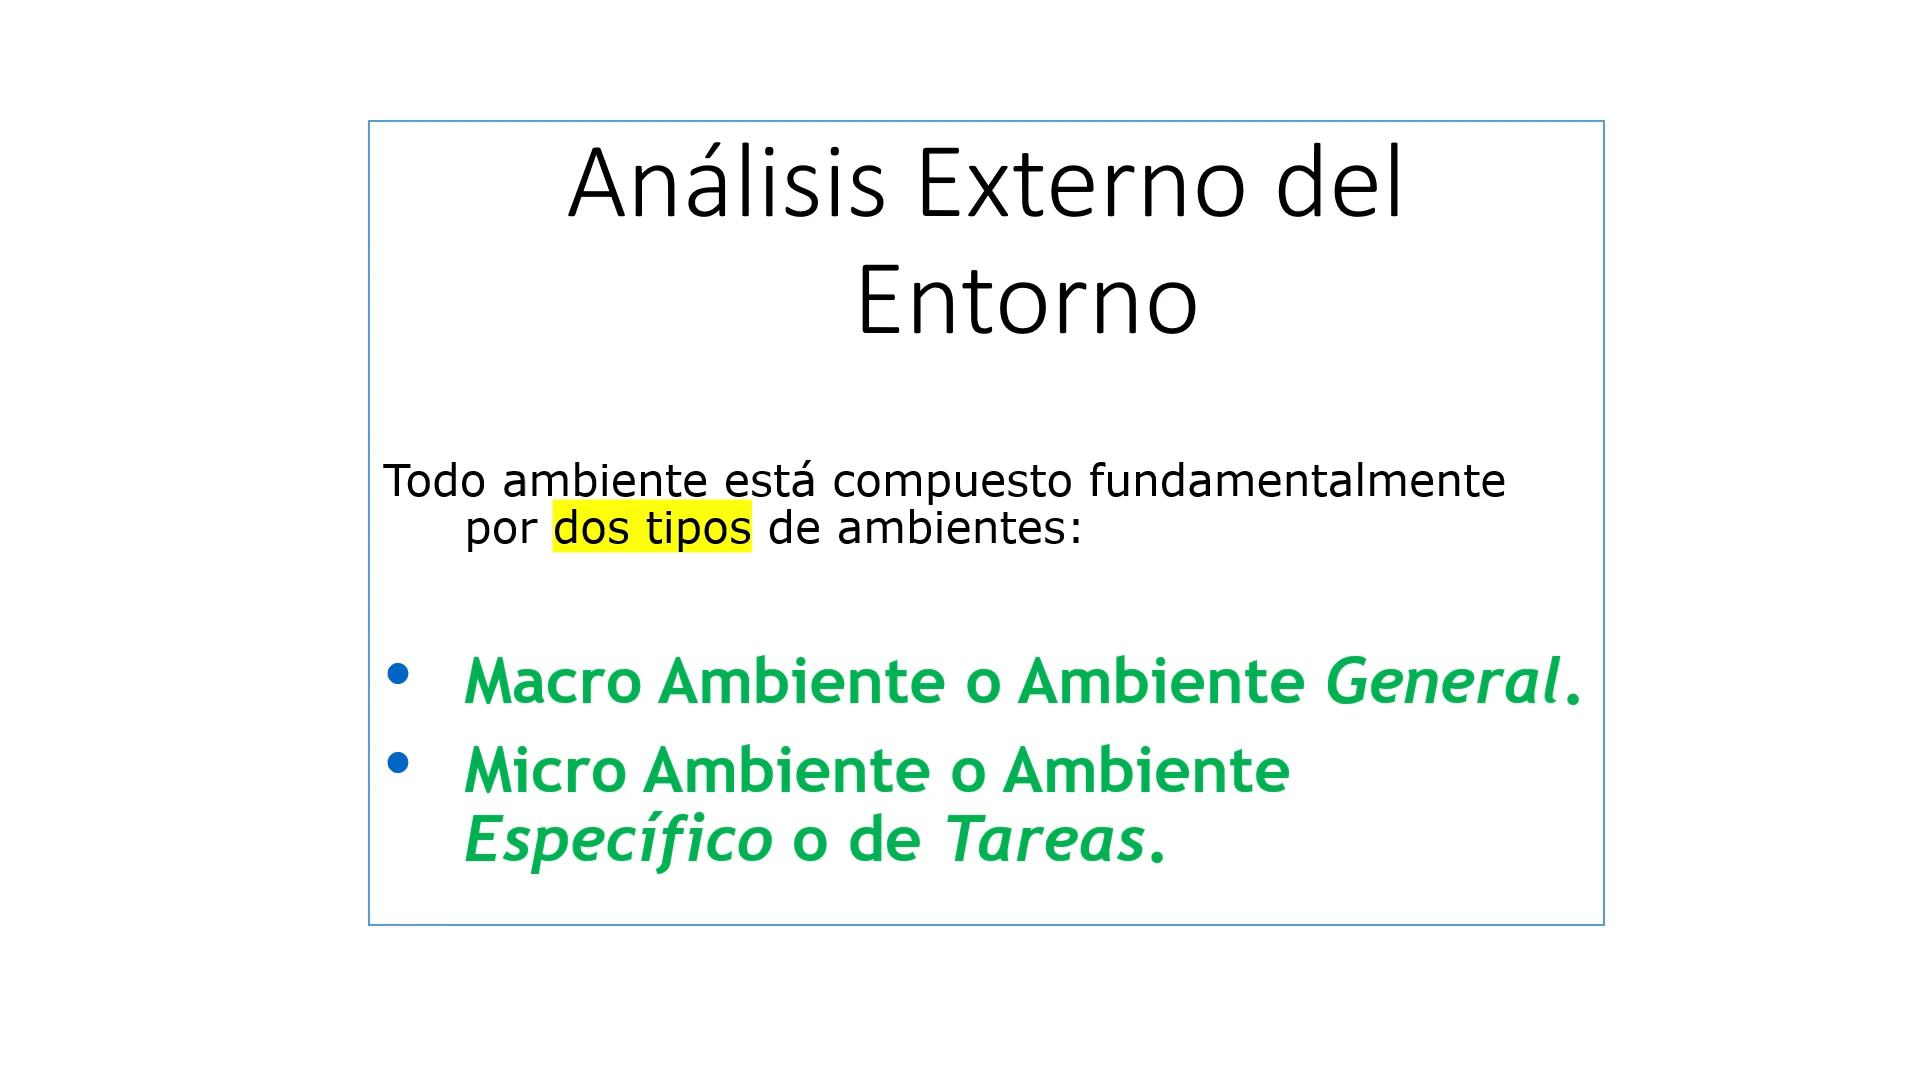 Análisis Externo del
Entorno
Todo ambiente está compuesto fundamentalmente
por dos tipos de ambientes:
• Macro Ambiente o Ambiente General.
• Micro Ambiente o Ambiente
Específico o de Tareas.